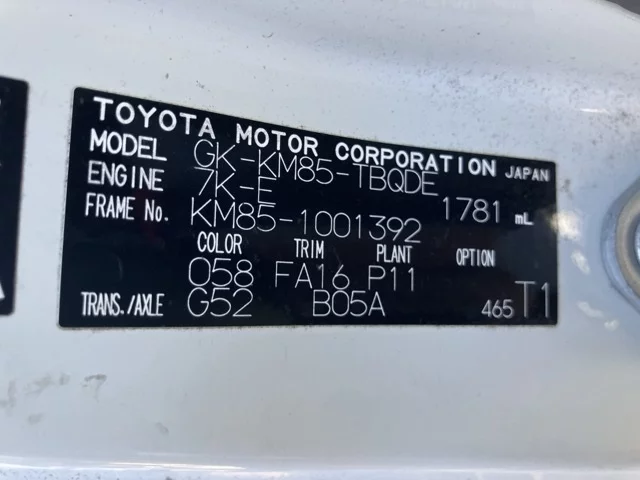 TOYOTA MOTOR CORPORATION JAPAN
MODEL GK-KM85-TBQDE
ENGINE 7K-E 1781 mL
FRAME No. KM85-1001392
COLOR TRIM PLANT OPTION
058 FA16 P11
TRANS./AXLE G52 B05A 465 T1